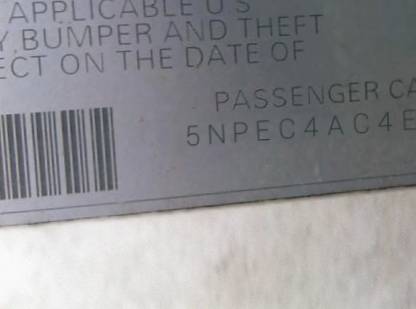 APPLICABLE U S
Y, BUMPER AND THEFT
ECT ON THE DATE OF
PASSENGER CA
5NPEC4AC4E